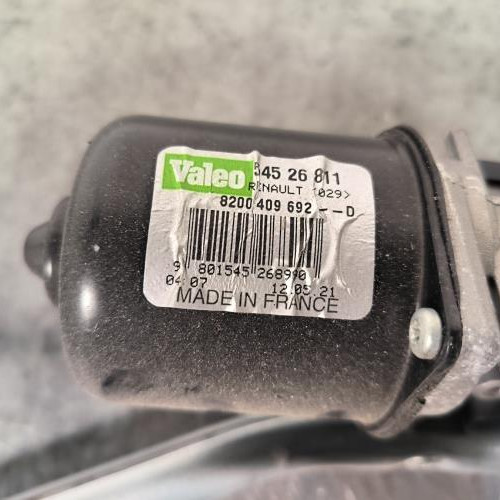 Valeo 545 26 811
RENAULT <029>
8200 409 692 -- D
9 801545 268990
04 07 12.05 21
MADE IN FRANCE